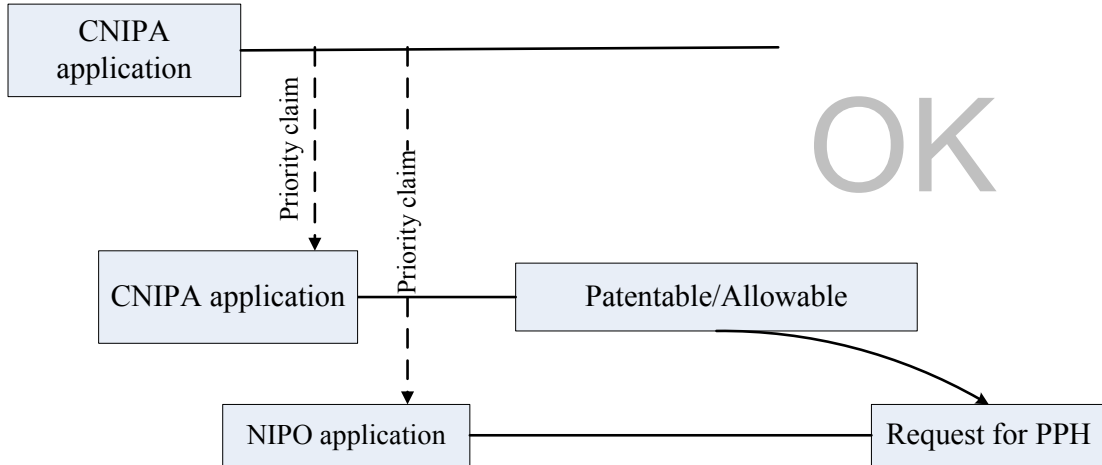 CNIPA
application
OK
Priority claim
Priority claim
CNIPA application
Patentable/Allowable
NIPO application
Request for PPH